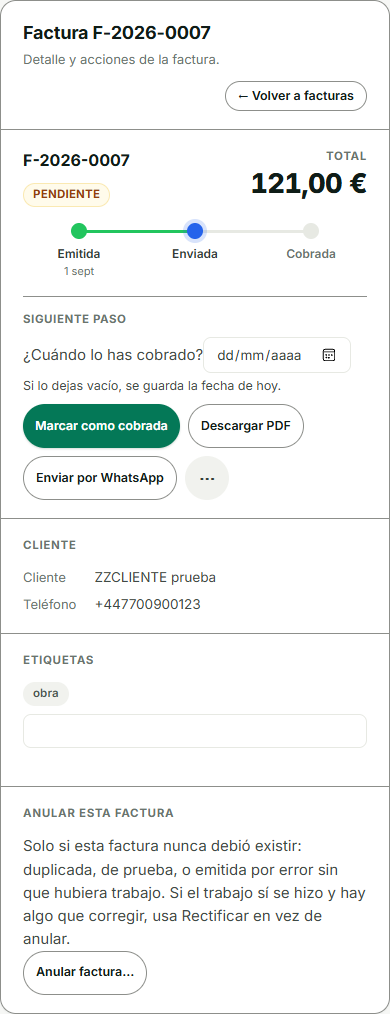 Factura F-2026-0007
Detalle y acciones de la factura.
← Volver a facturas
F-2026-0007
TOTAL
PENDIENTE
121,00 €
Emitida
Enviada
Cobrada
1 sept
SIGUIENTE PASO
¿Cuándo lo has cobrado?
dd/mm/aaaa
Si lo dejas vacío, se guarda la fecha de hoy.
Marcar como cobrada
Descargar PDF
Enviar por WhatsApp
...
CLIENTE
Cliente ZZCLIENTE prueba
Teléfono +447700900123
ETIQUETAS
obra
ANULAR ESTA FACTURA
Solo si esta factura nunca debió existir:
duplicada, de prueba, o emitida por error sin
que hubiera trabajo. Si el trabajo sí se hizo y hay
algo que corregir, usa Rectificar en vez de
anular.
Anular factura...